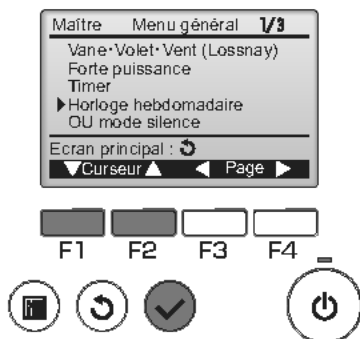 Maître Menu général 1/3
Vane·Volet·Vent (Lossnay)
Forte puissance
Timer
▶Horloge hebdomadaire
OU mode silence
Ecran principal :
▼Curseur▲ ◀ Page ▶
F1 F2 F3 F4